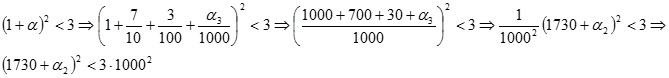 (1+α)² < 3 ⇒ (1 + 7/10 + 3/100 + α₃/1000)² < 3 ⇒ ((1000+700+30+α₃)/1000)² < 3 ⇒ 1/1000² (1730+α₂)² < 3 ⇒
(1730+α₂)² < 3·1000²